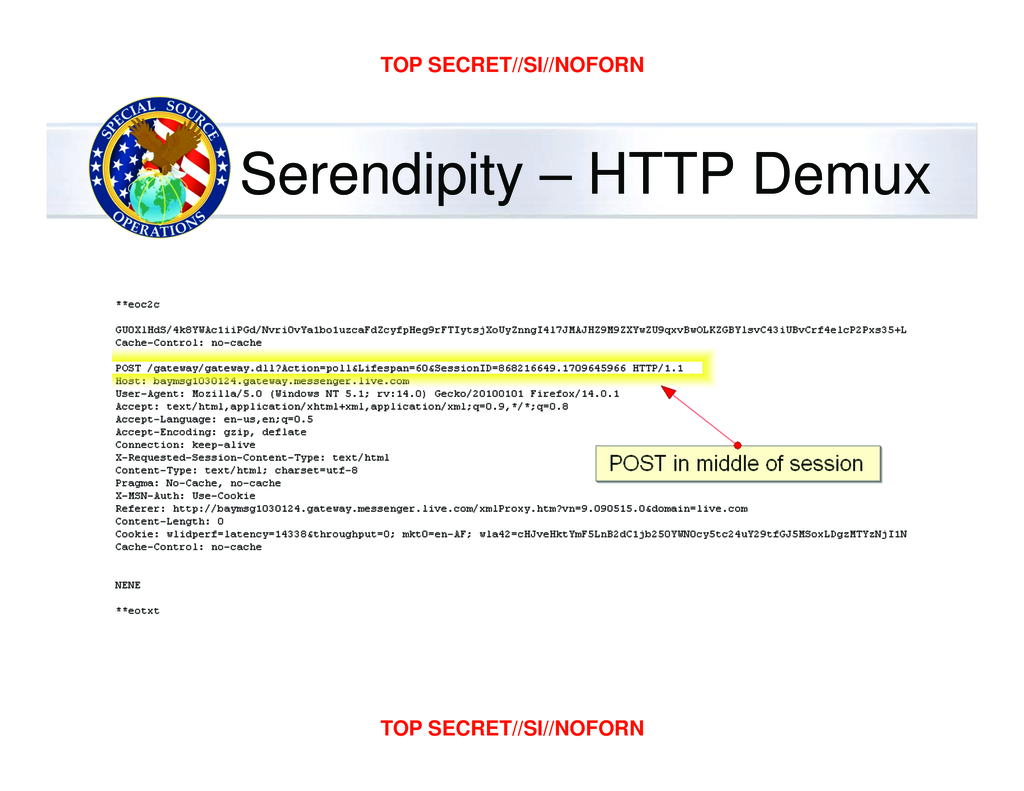 TOP SECRET//SI//NOFORN
SPECIAL SOURCE
OPERATIONS
Serendipity – HTTP Demux
**eoc2c
GUOXlHdS/4k8YWAc1iiPGd/Nvri0vYa1bo1uzcaFdZcyfpHeg9rFTIytsjXoUyZnngI4l7JMAJHZ9M9ZXYwZU9qxvBwOLKZGBYlsvC43iUBvCrf4elcP2Pxs35+L
Cache-Control: no-cache
POST /gateway/gateway.dll?Action=poll&Lifespan=60&SessionID=868216649.1709645966 HTTP/1.1
Host: baymsg1030124.gateway.messenger.live.com
User-Agent: Mozilla/5.0 (Windows NT 5.1; rv:14.0) Gecko/20100101 Firefox/14.0.1
Accept: text/html,application/xhtml+xml,application/xml;q=0.9,*/*;q=0.8
Accept-Language: en-us,en;q=0.5
Accept-Encoding: gzip, deflate
Connection: keep-alive
X-Requested-Session-Content-Type: text/html
Content-Type: text/html; charset=utf-8
Pragma: No-Cache, no-cache
X-MSN-Auth: Use-Cookie
Referer: http://baymsg1030124.gateway.messenger.live.com/xmlProxy.htm?vn=9.090515.0&domain=live.com
Content-Length: 0
Cookie: wlidperf=latency=14338&throughput=0; mkt0=en-AF; wla42=cHJveHktYmF5LnB2dC1jb250YWN0cy5tc24uY29tfGJ5MSoxLDgzMTYzNjI1N
Cache-Control: no-cache
POST in middle of session
NENE
**eotxt
TOP SECRET//SI//NOFORN